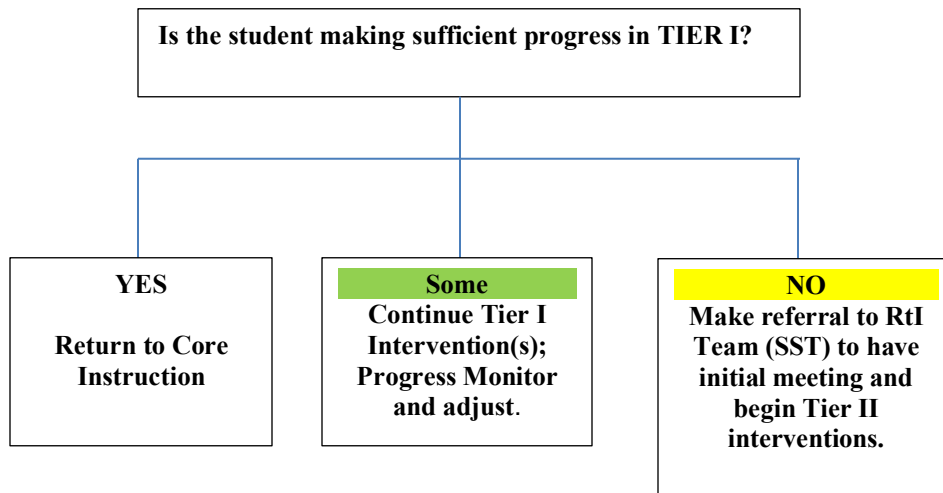 Is the student making sufficient progress in TIER I?
YES
Return to Core
Instruction
Some
Continue Tier I
Intervention(s);
Progress Monitor
and adjust.
NO
Make referral to RtI
Team (SST) to have
initial meeting and
begin Tier II
interventions.